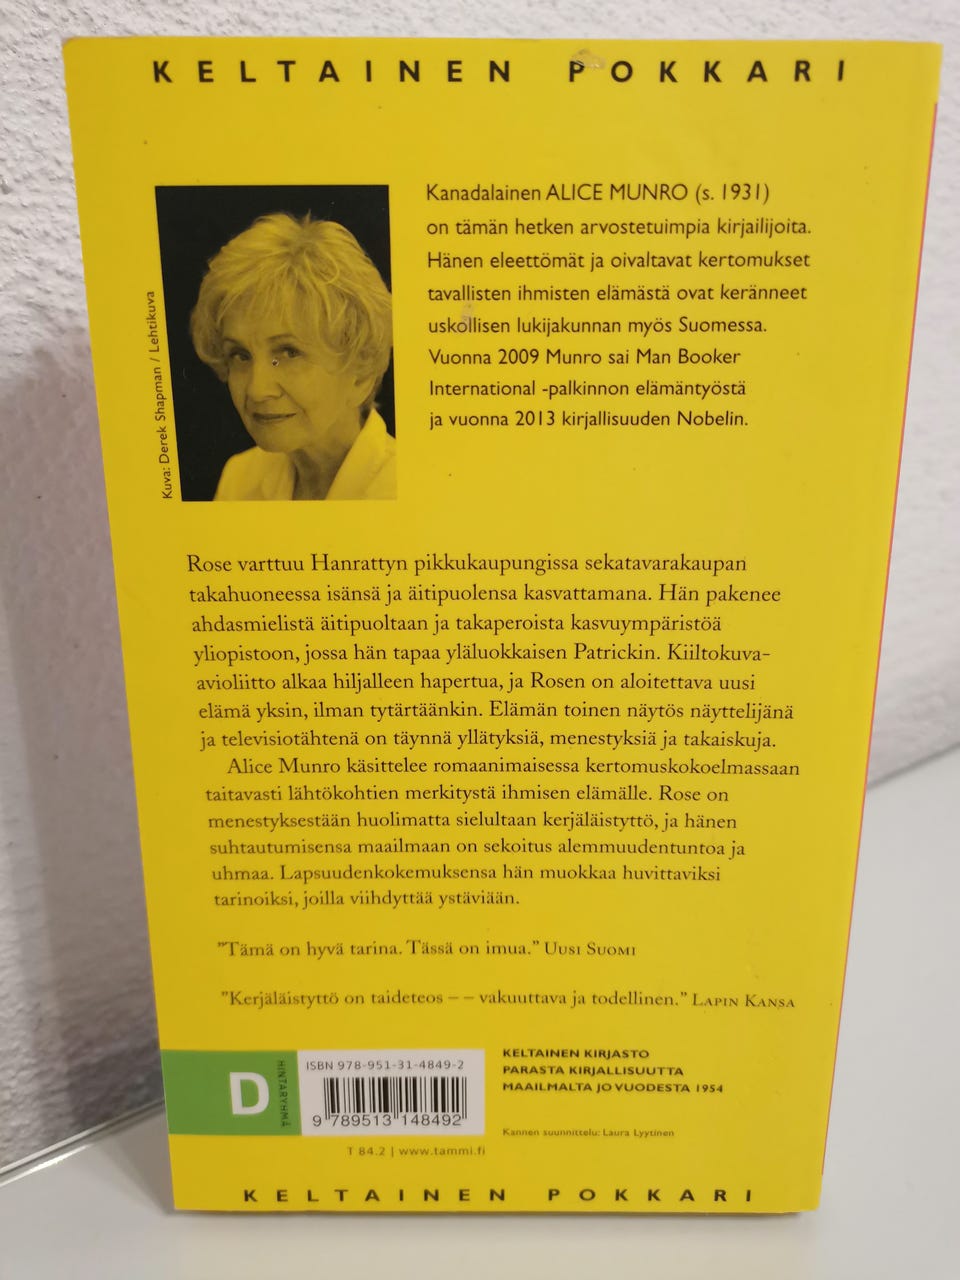 KELTAINEN POKKARI
Kanadalainen ALICE MUNRO (s. 1931)
on tämän hetken arvostetuimpia kirjailijoita.
Hänen eleettömät ja oivaltavat kertomukset
tavallisten ihmisten elämästä ovat keränneet
uskollisen lukijakunnan myös Suomessa.
Vuonna 2009 Munro sai Man Booker
International -palkinnon elämäntyöstä
ja vuonna 2013 kirjallisuuden Nobelin.
Kuva: Derek Shapman / Lehtikuva
Rose varttuu Hanrattyn pikkukaupungissa sekatavarakaupan
takahuoneessa isänsä ja äitipuolensa kasvattamana. Hän pakenee
ahdasmielistä äitipuoltaan ja takaperoista kasvuympäristöä
yliopistoon, jossa hän tapaa yläluokkaisen Patrickin. Kiiltokuva-
avioliitto alkaa hiljalleen hapertua, ja Rosen on aloitettava uusi
elämä yksin, ilman tytärtäänkin. Elämän toinen näytös näyttelijänä
ja televisiotähtenä on täynnä yllätyksiä, menestyksiä ja takaiskuja.
Alice Munro käsittelee romaanimaisessa kertomuskokoelmassaan
taitavasti lähtökohtien merkitystä ihmisen elämälle. Rose on
menestyksestään huolimatta sielultaan kerjäläistyttö, ja hänen
suhtautumisensa maailmaan on sekoitus alemmuudentuntoa ja
uhmaa. Lapsuudenkokemuksensa hän muokkaa huvittaviksi
tarinoiksi, joilla viihdyttää ystäviään.
”Tämä on hyvä tarina. Tässä on imua.” UUSI SUOMI
”Kerjäläistyttö on taideteos – – vakuuttava ja todellinen.” LAPIN KANSA
D
HINTARYHMÄ
ISBN 978-951-31-4849-2
9 789513 148492
KELTAINEN KIRJASTO
PARASTA KIRJALLISUUTTA
MAAILMALTA JO VUODESTA 1954
Kannen suunnittelu: Laura Lyytinen
T 84.2 | www.tammi.fi
KELTAINEN POKKARI